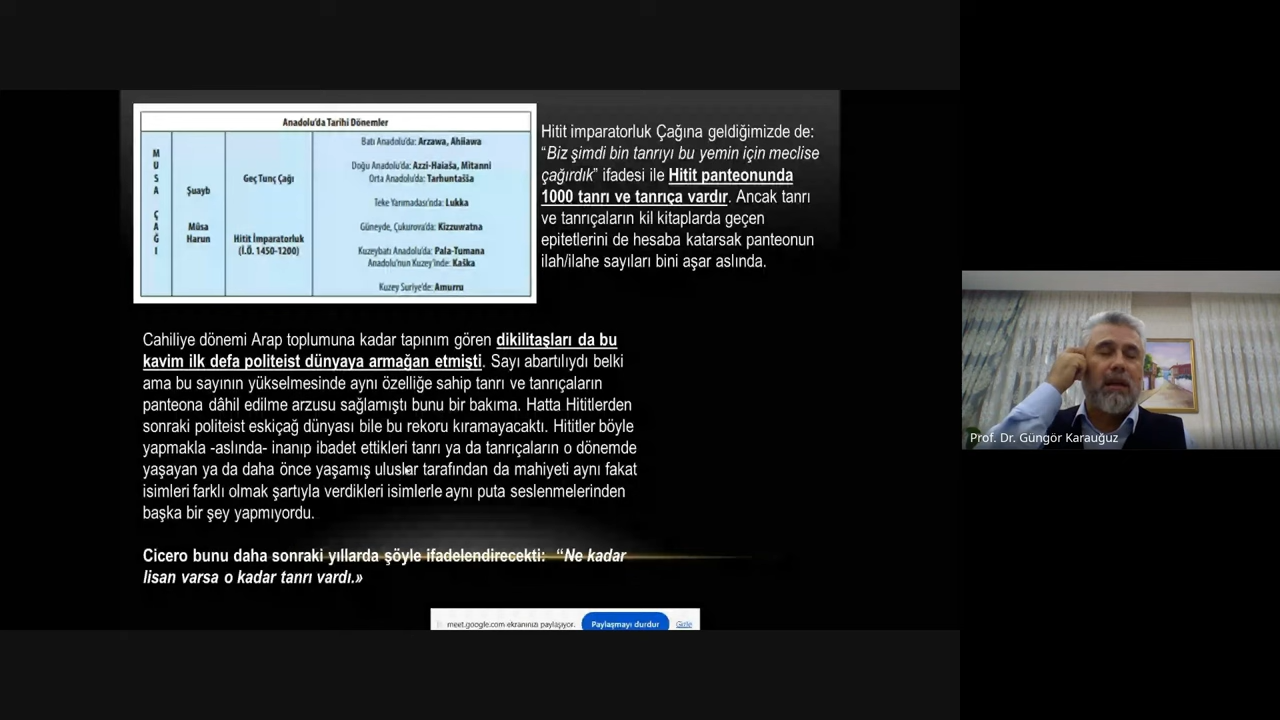 Anadolu'da Tarihi Dönemler
MUSA ÇAĞI
Şuayb
Mûsa
Harun
Geç Tunç Çağı
Hitit İmparatorluk
(İ.Ö. 1450-1200)
Batı Anadolu'da: Arzawa, Ahiiawa
Doğu Anadolu'da: Azzi-Haiaša, Mitanni
Orta Anadolu'da: Tarhuntašša
Teke Yarımadası'nda: Lukka
Güneyde, Çukurova'da: Kizzuwatna
Kuzeybatı Anadolu'da: Pala-Tumana
Anadolu'nun Kuzey'inde: Kaška
Kuzey Suriye'de: Amurru
Hitit imparatorluk Çağına geldiğimizde de:
“Biz şimdi bin tanrıyı bu yemin için meclise
çağırdık” ifadesi ile Hitit panteonunda
1000 tanrı ve tanrıça vardır. Ancak tanrı
ve tanrıçaların kil kitaplarda geçen
epitetlerini de hesaba katarsak panteonun
ilah/ilahe sayıları bini aşar aslında.
Cahiliye dönemi Arap toplumuna kadar tapınım gören dikilitaşları da bu
kavim ilk defa politeist dünyaya armağan etmişti. Sayı abartılıydı belki
ama bu sayının yükselmesinde aynı özelliğe sahip tanrı ve tanrıçaların
panteona dâhil edilme arzusu sağlamıştı bunu bir bakıma. Hatta Hititlerden
sonraki politeist eskiçağ dünyası bile bu rekoru kıramayacaktı. Hititler böyle
yapmakla -aslında- inanıp ibadet ettikleri tanrı ya da tanrıçaların o dönemde
yaşayan ya da daha önce yaşamış uluslar tarafından da mahiyeti aynı fakat
isimleri farklı olmak şartıyla verdikleri isimlerle aynı puta seslenmelerinden
başka bir şey yapmıyordu.
Cicero bunu daha sonraki yıllarda şöyle ifadelendirecekti: “Ne kadar
lisan varsa o kadar tanrı vardı.»
meet.google.com ekranınızı paylaşıyor. Paylaşmayı durdur Gizle
Prof. Dr. Güngör Karauğuz